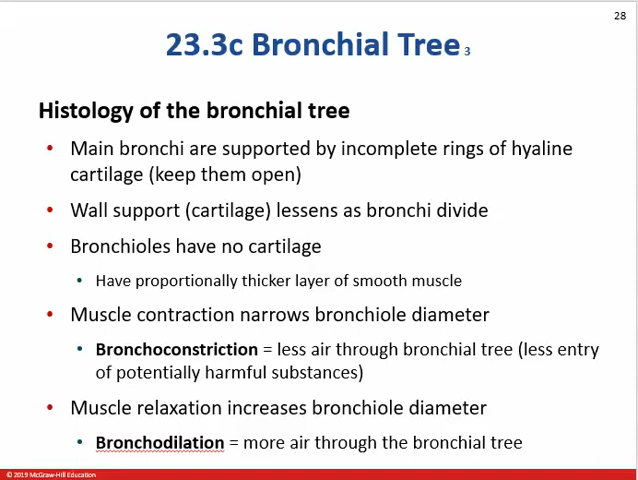 28
23.3c Bronchial Tree 3
Histology of the bronchial tree
• Main bronchi are supported by incomplete rings of hyaline
cartilage (keep them open)
• Wall support (cartilage) lessens as bronchi divide
• Bronchioles have no cartilage
• Have proportionally thicker layer of smooth muscle
• Muscle contraction narrows bronchiole diameter
• Bronchoconstriction = less air through bronchial tree (less entry
of potentially harmful substances)
• Muscle relaxation increases bronchiole diameter
• Bronchodilation = more air through the bronchial tree
© 2019 McGraw-Hill Education